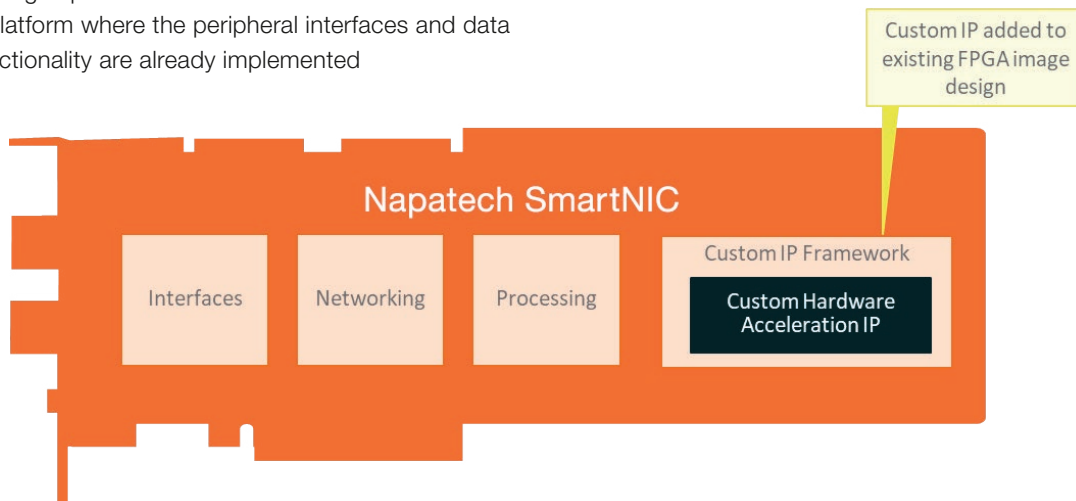 latform where the peripheral interfaces and data
ctionality are already implemented
Custom IP added to
existing FPGA image
design
Napatech SmartNIC
Interfaces
Networking
Processing
Custom IP Framework
Custom Hardware
Acceleration IP